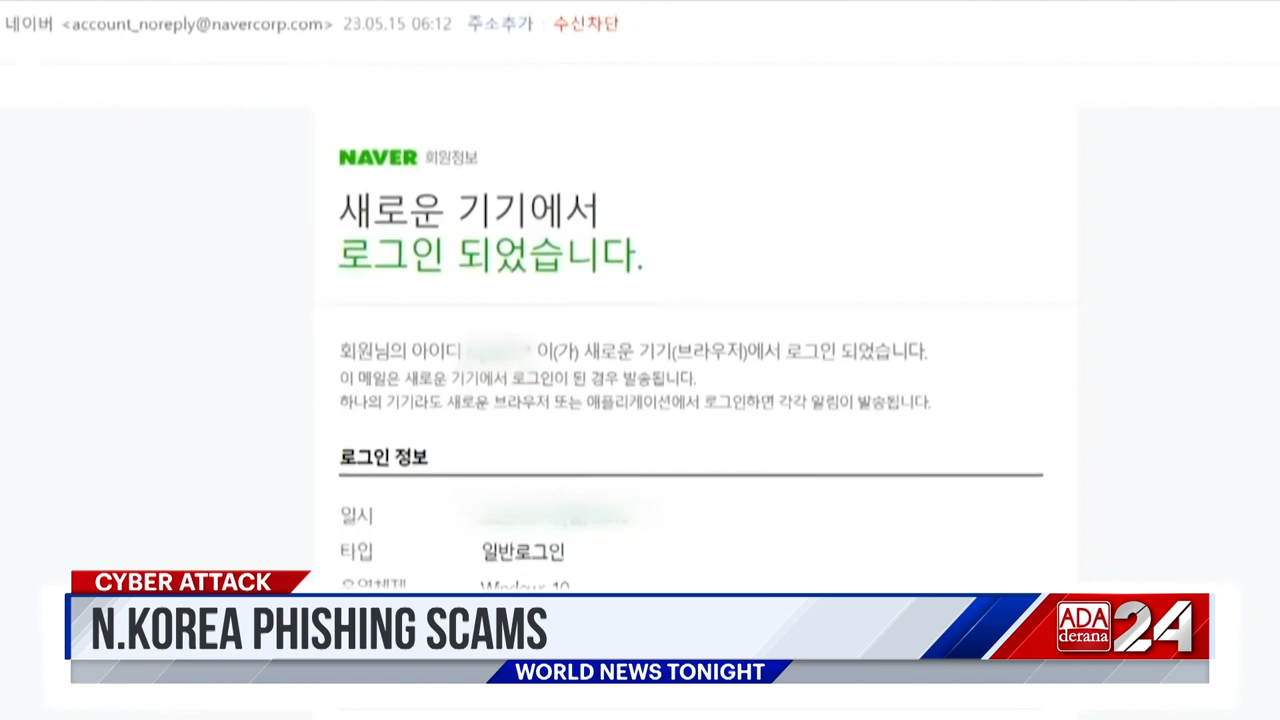 네이버 <account_noreply@navercorp.com> 23.05.15 06:12 주소추가 수신차단
NAVER 회원정보
새로운 기기에서
로그인 되었습니다.
회원님의 아이디 이(가) 새로운 기기(브라우저)에서 로그인 되었습니다.
이 메일은 새로운 기기에서 로그인이 된 경우 발송됩니다.
하나의 기기라도 새로운 브라우저 또는 애플리케이션에서 로그인하면 각각 알림이 발송됩니다.
로그인 정보
일시
타입 일반로그인
운영체제 Windows 10
CYBER ATTACK
N.KOREA PHISHING SCAMS
ADA derana 24
WORLD NEWS TONIGHT